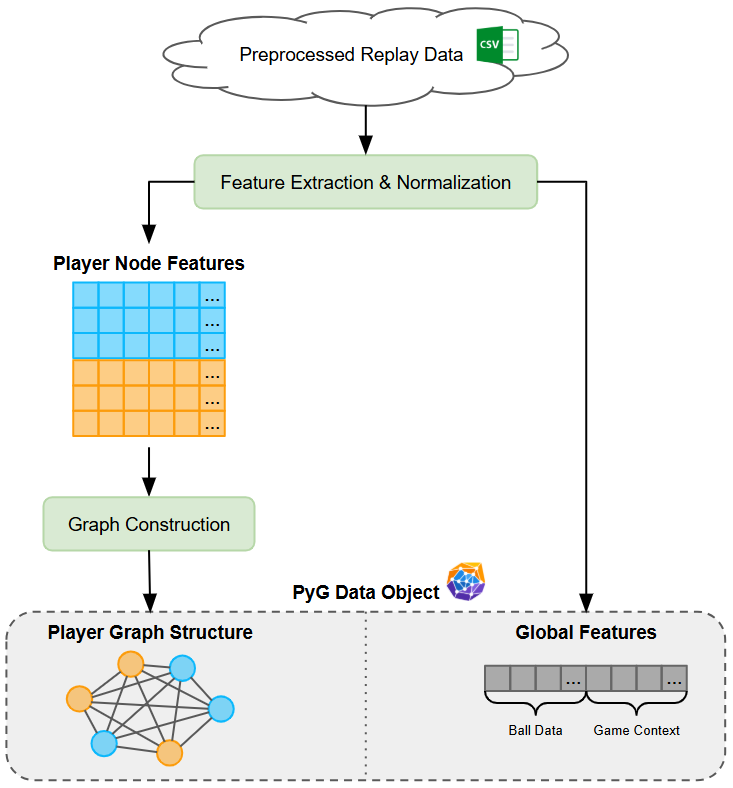 Preprocessed Replay Data
CSV
Feature Extraction & Normalization
Player Node Features
...
...
...
...
...
...
Graph Construction
PyG Data Object
Player Graph Structure
Global Features
...
...
Ball Data
Game Context